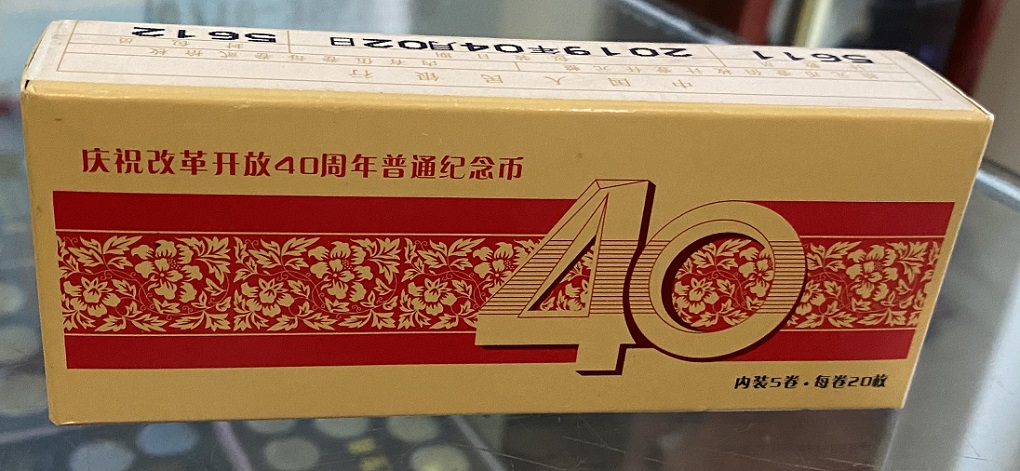 中国人民银行
5611
2019年04月02日
5612
庆祝改革开放40周年普通纪念币
40
内装5卷·每卷20枚